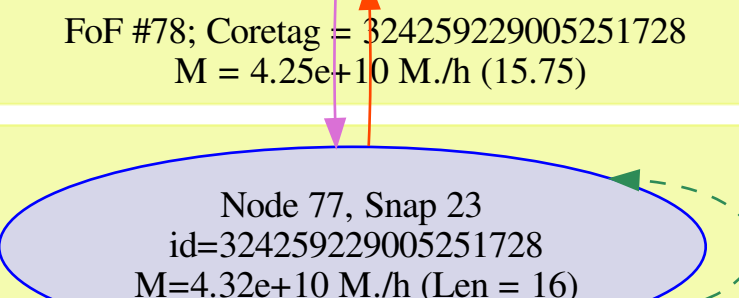 FoF #78; Coretag = 324259229005251728
M = 4.25e+10 M./h (15.75)
Node 77, Snap 23
id=324259229005251728
M=4.32e+10 M./h (Len = 16)